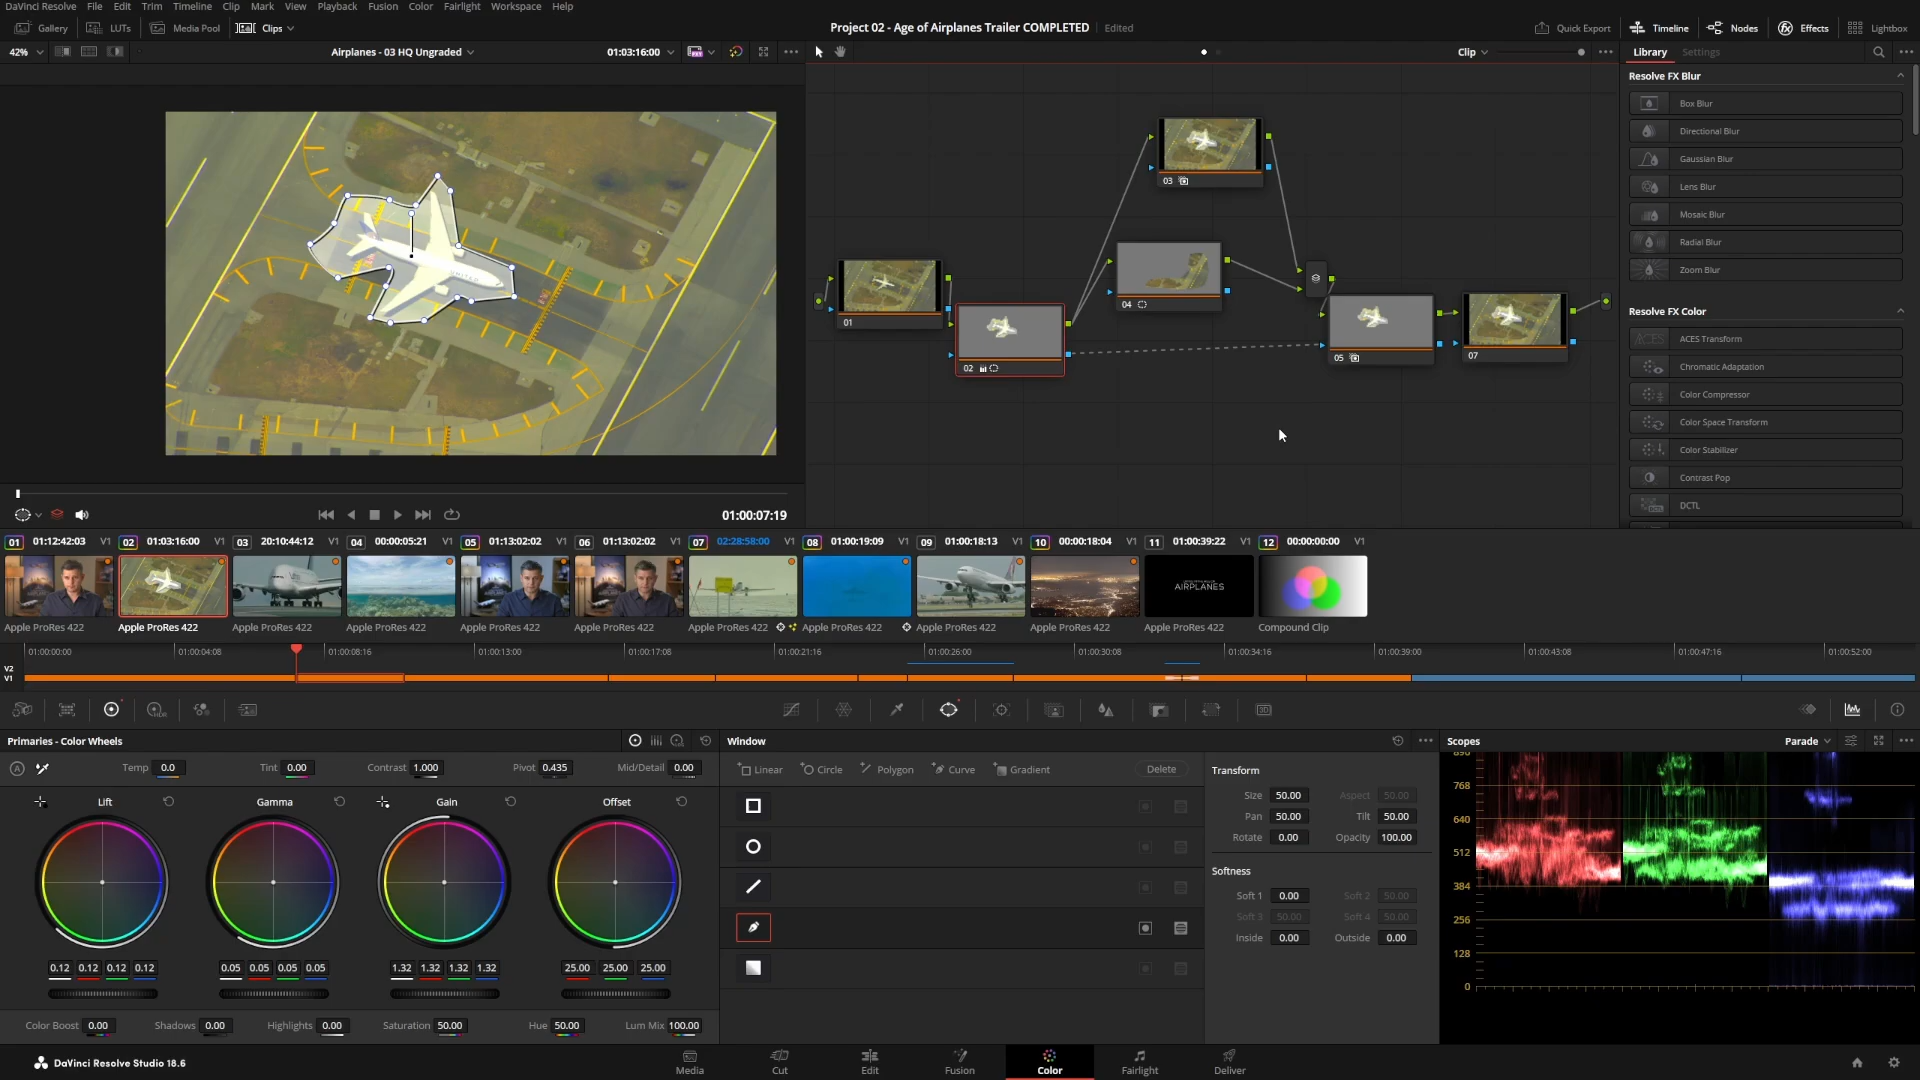 DaVinci Resolve File Edit Trim Timeline Clip Mark View Playback Fusion Color Fairlight Workspace Help
Gallery LUTs Media Pool Clips Project 02 - Age of Airplanes Trailer COMPLETED Edited Quick Export Timeline Nodes Effects Lightbox
42% Airplanes - 03 HQ Ungraded 01:03:16:00 Clip Library Settings
Resolve FX Blur
Box Blur
Directional Blur
Gaussian Blur
Lens Blur
Mosaic Blur
Radial Blur
Zoom Blur
Resolve FX Color
ACES Transform
Chromatic Adaptation
Color Compressor
Color Space Transform
Color Stabilizer
Contrast Pop
DCTL
03
04
01
02
05
07
01:00:07:19
01 01:12:42:03 V1 02 01:03:16:00 V1 03 20:10:44:12 V1 04 00:00:05:21 V1 05 01:13:02:02 V1 06 01:13:02:02 V1 07 02:28:58:00 V1 08 01:00:19:09 V1 09 01:00:18:13 V1 10 00:00:18:04 V1 11 01:00:39:22 V1 12 00:00:00:00 V1
AIRPLANES
Apple ProRes 422 Apple ProRes 422 Apple ProRes 422 Apple ProRes 422 Apple ProRes 422 Apple ProRes 422 Apple ProRes 422 Apple ProRes 422 Apple ProRes 422 Apple ProRes 422 Apple ProRes 422 Compound Clip
01:00:00:00 01:00:04:08 01:00:08:16 01:00:13:00 01:00:17:08 01:00:21:16 01:00:26:00 01:00:30:08 01:00:34:16 01:00:39:00 01:00:43:08 01:00:47:16 01:00:52:00
V2
V1
Primaries - Color Wheels
Temp 0.0 Tint 0.00 Contrast 1.000 Pivot 0.435 Mid/Detail 0.00
Lift Gamma Gain Offset
0.12 0.12 0.12 0.12 0.05 0.05 0.05 0.05 1.32 1.32 1.32 1.32 25.00 25.00 25.00
Color Boost 0.00 Shadows 0.00 Highlights 0.00 Saturation 50.00 Hue 50.00 Lum Mix 100.00
Window
Linear Circle Polygon Curve Gradient Delete
Transform
Size 50.00 Aspect 50.00
Pan 50.00 Tilt 50.00
Rotate 0.00 Opacity 100.00
Softness
Soft 1 0.00 Soft 2 50.00
Soft 3 50.00 Soft 4 50.00
Inside 0.00 Outside 0.00
Scopes Parade
896
768
640
512
384
256
128
0
DaVinci Resolve Studio 18.6
Media Cut Edit Fusion Color Fairlight Deliver